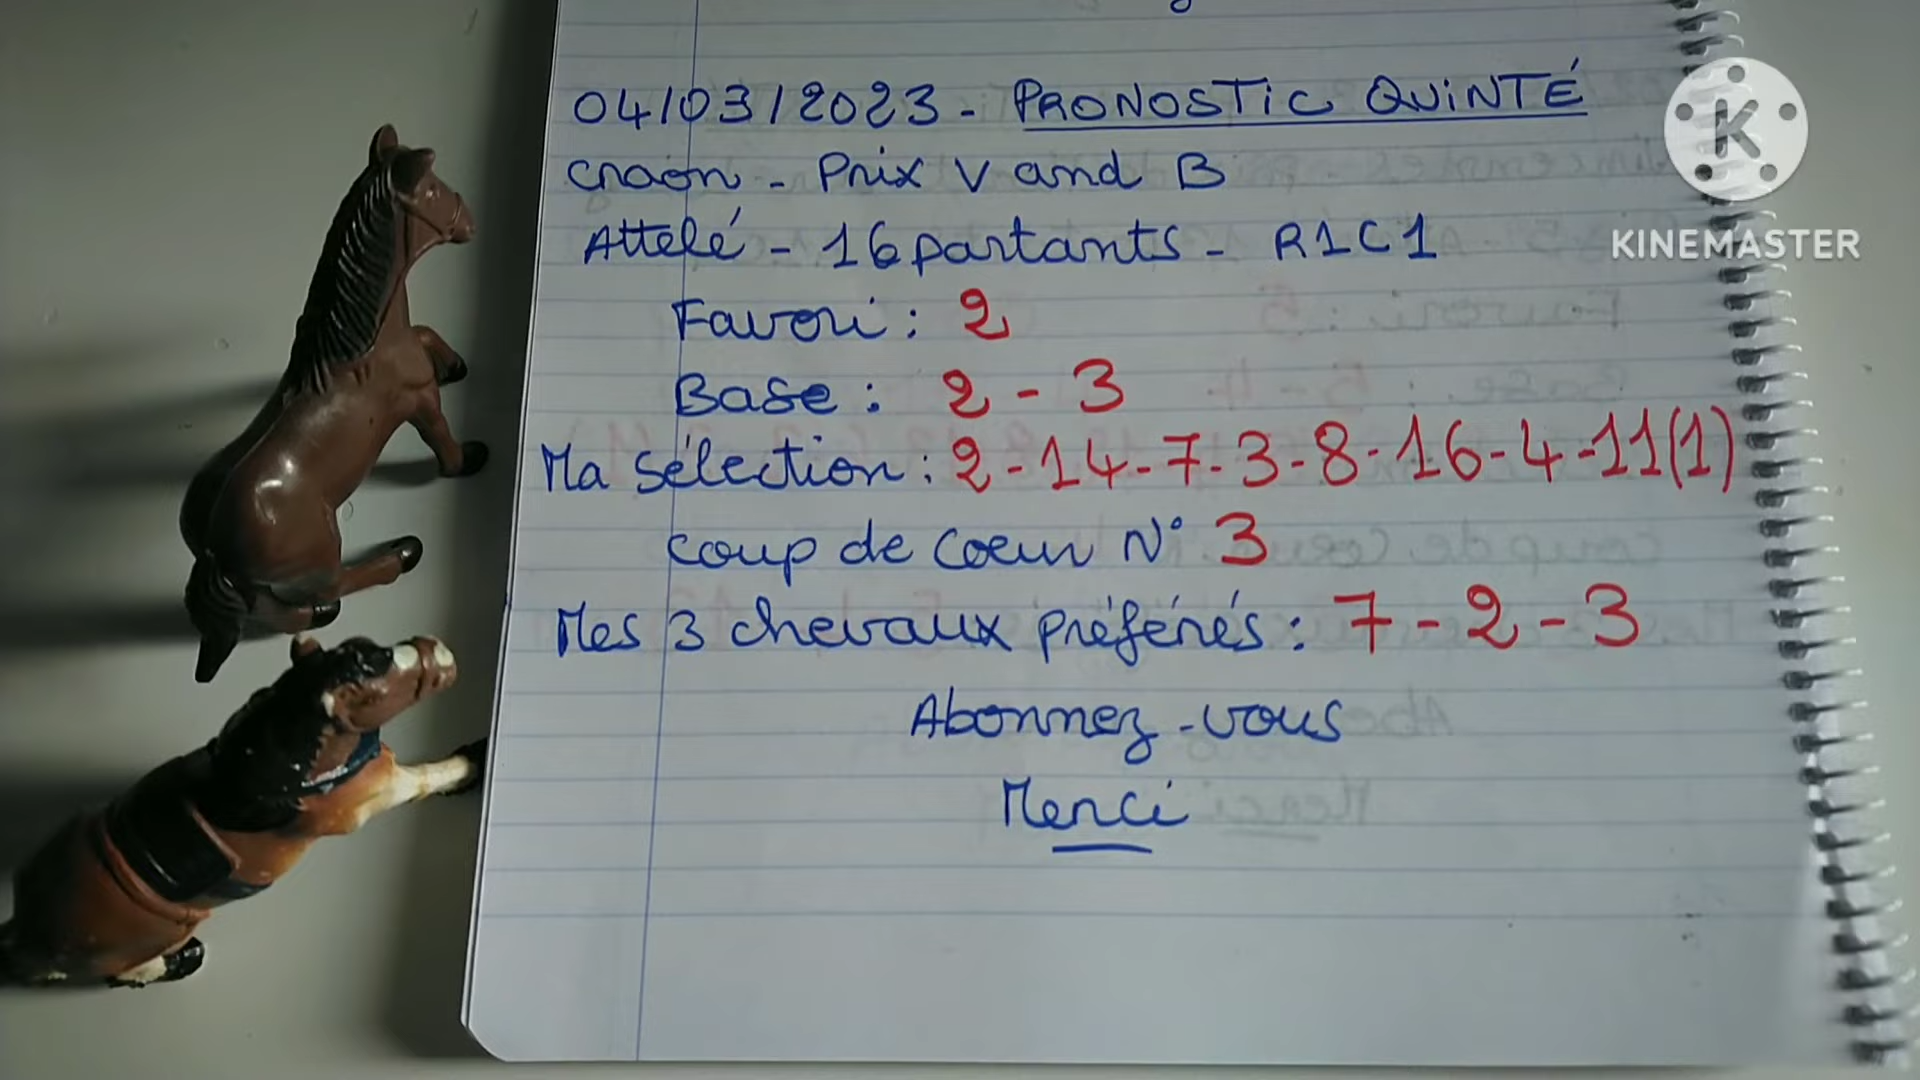 04/03/2023 - PRONOSTIC QUINTÉ
craon - Prix V and B
Attelé - 16 partants - R1C1
Favori : 2
Base : 2 - 3
Ma sélection : 2 - 14 - 7 - 3 - 8 - 16 - 4 - 11 (1)
coup de coeur N° 3
Mes 3 chevaux préférés : 7 - 2 - 3
Abonnez-vous
Merci
K
KINEMASTER